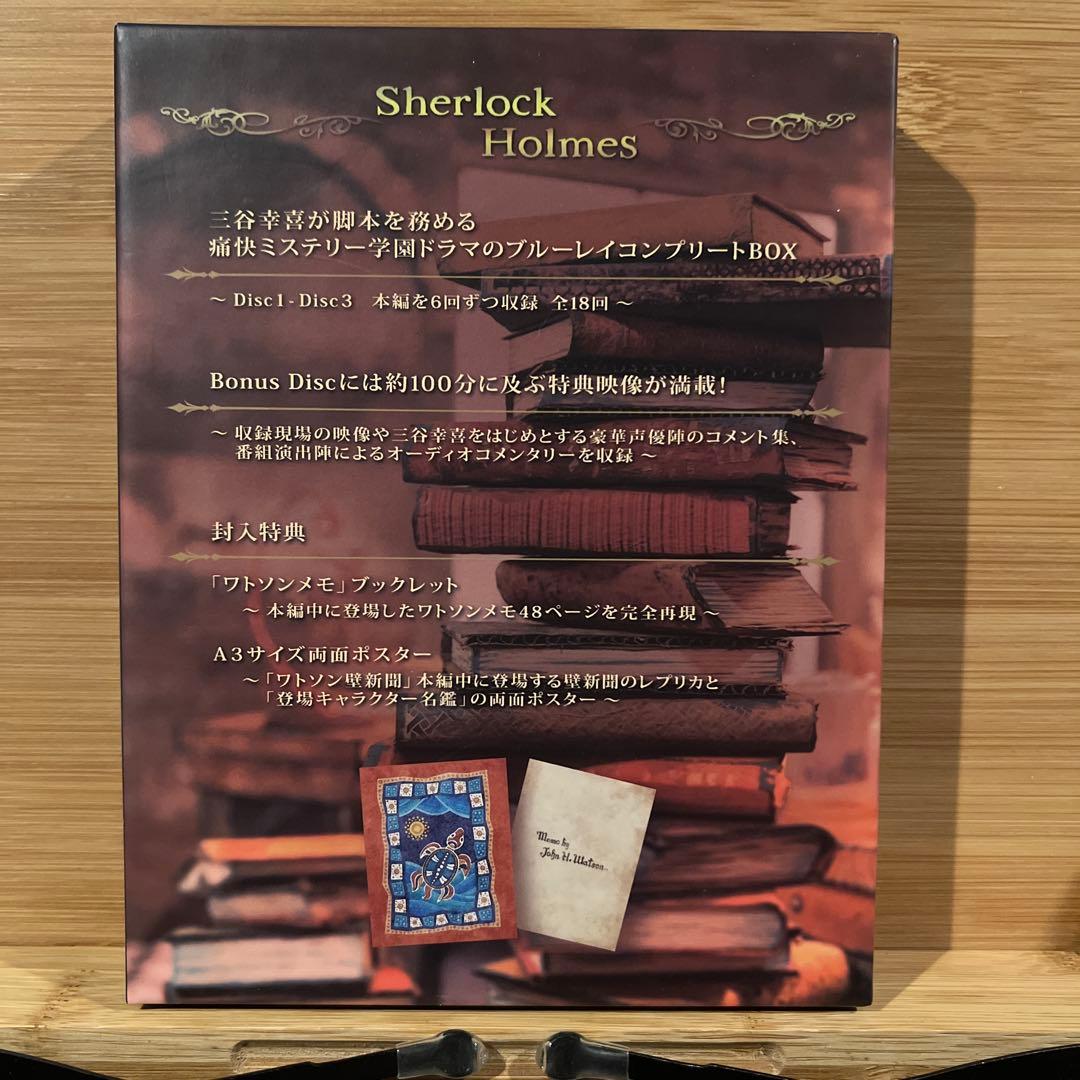 Sherlock
Holmes
三谷幸喜が脚本を務める
痛快ミステリー学園ドラマのブルーレイコンプリートBOX
～ Disc1-Disc3 本編を6回ずつ収録 全18回 ～
Bonus Discには約100分に及ぶ特典映像が満載!
～ 収録現場の映像や三谷幸喜をはじめとする豪華声優陣のコメント集、
番組演出陣によるオーディオコメンタリーを収録 ～
封入特典
「ワトソンメモ」ブックレット
～ 本編中に登場したワトソンメモ48ページを完全再現 ～
A3サイズ両面ポスター
～「ワトソン壁新聞」本編中に登場する壁新聞のレプリカと
「登場キャラクター名鑑」の両面ポスター ～
Memo by
John H. Watson